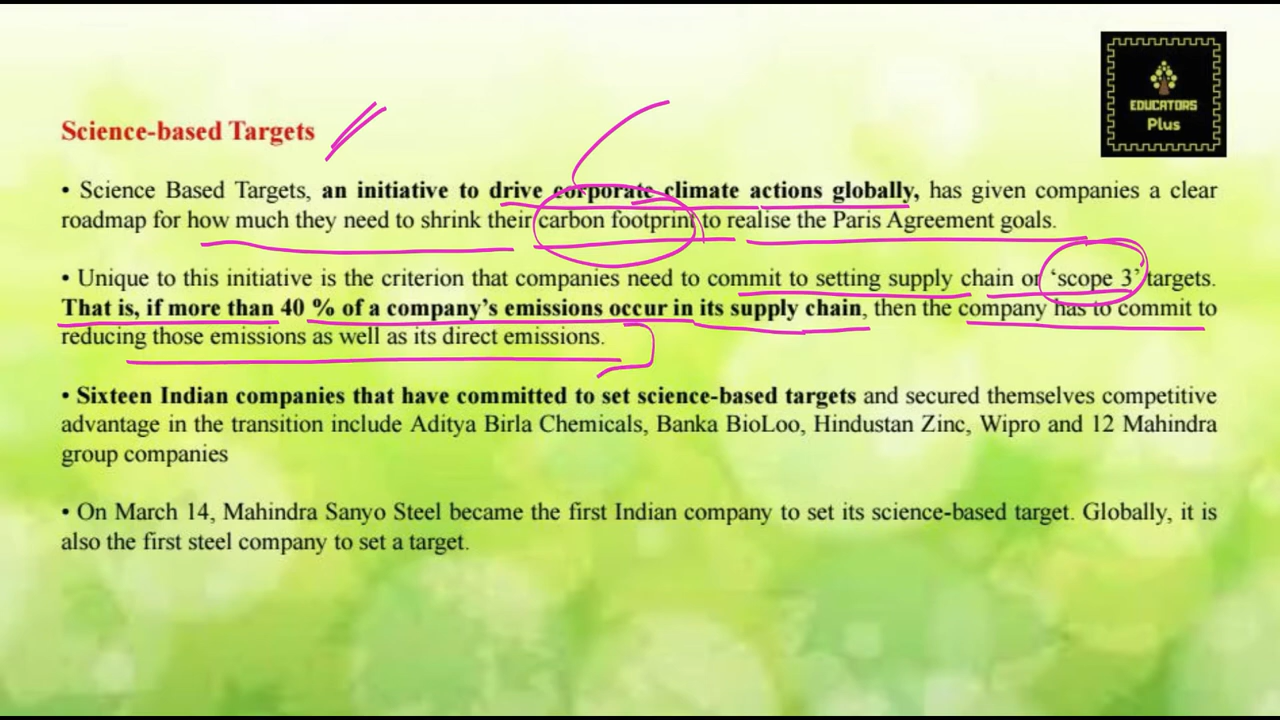 EDUCATORS
Plus
Science-based Targets
• Science Based Targets, an initiative to drive corporate climate actions globally, has given companies a clear
roadmap for how much they need to shrink their carbon footprint to realise the Paris Agreement goals.
• Unique to this initiative is the criterion that companies need to commit to setting supply chain or ‘scope 3’ targets.
That is, if more than 40 % of a company’s emissions occur in its supply chain, then the company has to commit to
reducing those emissions as well as its direct emissions.
• Sixteen Indian companies that have committed to set science-based targets and secured themselves competitive
advantage in the transition include Aditya Birla Chemicals, Banka BioLoo, Hindustan Zinc, Wipro and 12 Mahindra
group companies
• On March 14, Mahindra Sanyo Steel became the first Indian company to set its science-based target. Globally, it is
also the first steel company to set a target.